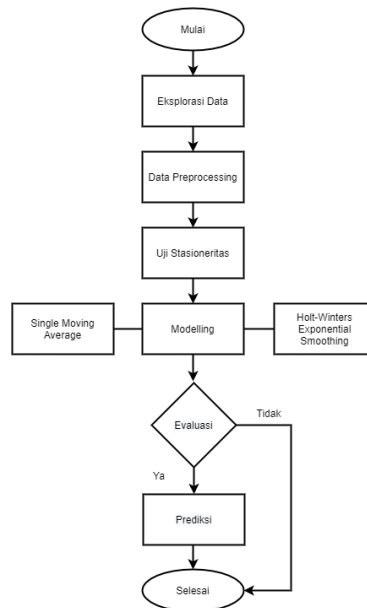 Mulai
Eksplorasi Data
Data Preprocessing
Uji Stasioneritas
Single Moving
Average
Modelling
Holt-Winters
Exponential
Smoothing
Evaluasi
Tidak
Ya
Prediksi
Selesai